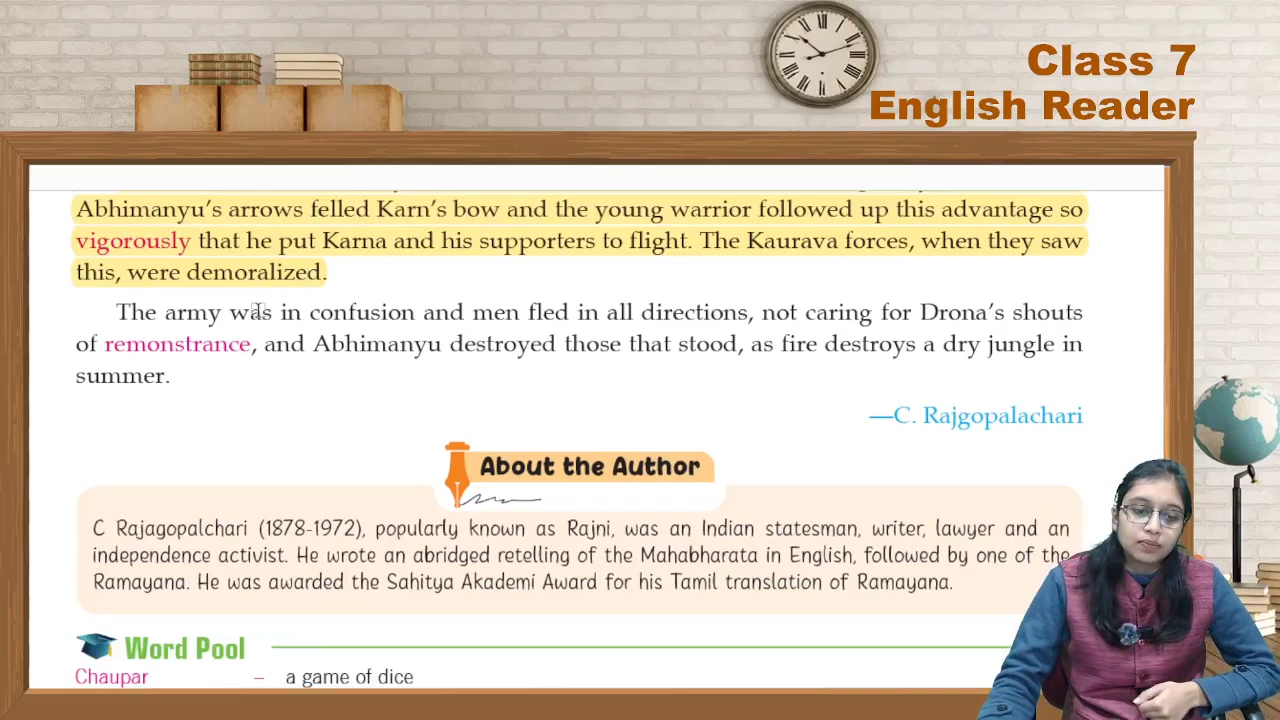 Class 7
English Reader
Abhimanyu's arrows felled Karn's bow and the young warrior followed up this advantage so
vigorously that he put Karna and his supporters to flight. The Kaurava forces, when they saw
this, were demoralized.
The army was in confusion and men fled in all directions, not caring for Drona's shouts
of remonstrance, and Abhimanyu destroyed those that stood, as fire destroys a dry jungle in
summer.
—C. Rajgopalachari
About the Author
C Rajagopalchari (1878-1972), popularly known as Rajni, was an Indian statesman, writer, lawyer and an
independence activist. He wrote an abridged retelling of the Mahabharata in English, followed by one of the
Ramayana. He was awarded the Sahitya Akademi Award for his Tamil translation of Ramayana.
Word Pool
Chaupar – a game of dice